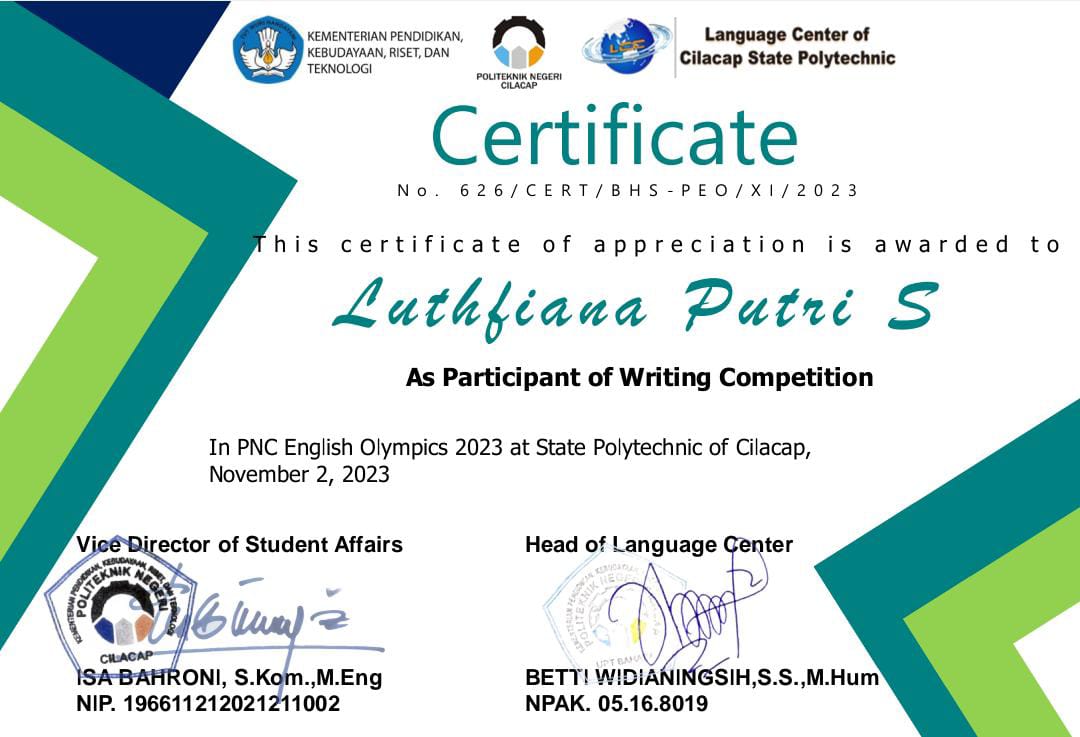 KEMENTERIAN PENDIDIKAN,
KEBUDAYAAN, RISET, DAN
TEKNOLOGI
POLITEKNIK NEGERI
CILACAP
Language Center of
Cilacap State Polytechnic
Certificate
No. 626/CERT/BHS-PEO/XI/2023
This certificate of appreciation is awarded to
Luthfiana Putri S
As Participant of Writing Competition
In PNC English Olympics 2023 at State Polytechnic of Cilacap,
November 2, 2023
Vice Director of Student Affairs
KEMENTERIAN PENDIDIKAN, KEBUDAYAAN, RISET, DAN TEKNOLOGI
POLITEKNIK NEGERI
CILACAP
ISA BAHRONI, S.Kom.,M.Eng
NIP. 196611212021211002
Head of Language Center
POLITEKNIK NEGERI
UPT BAHASA
BETTI WIDIANINGSIH,S.S.,M.Hum
NPAK. 05.16.8019